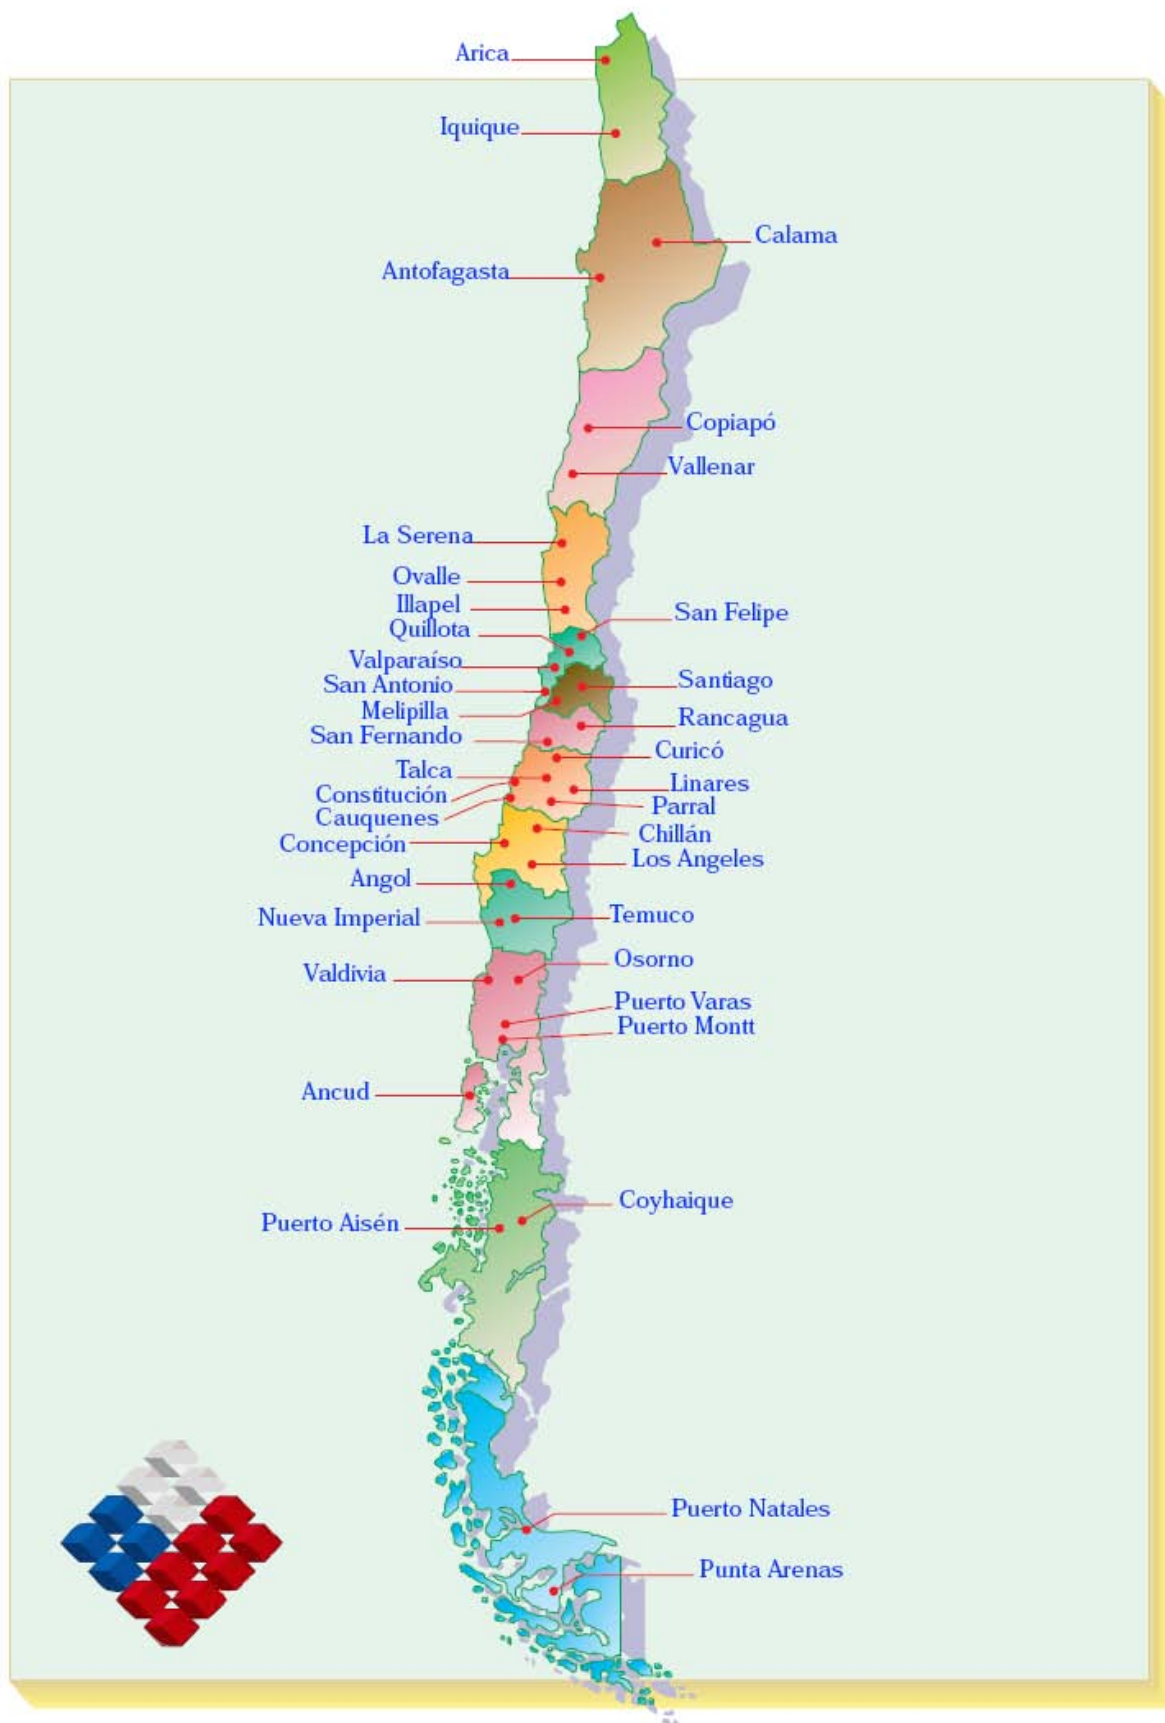 Arica
Iquique
Calama
Antofagasta
Copiapó
Vallenar
La Serena
Ovalle
Illapel
San Felipe
Quillota
Valparaíso
Santiago
San Antonio
Melipilla
Rancagua
San Fernando
Curicó
Talca
Linares
Constitución
Parral
Cauquenes
Chillán
Concepción
Los Angeles
Angol
Temuco
Nueva Imperial
Osorno
Valdivia
Puerto Varas
Puerto Montt
Ancud
Coyhaique
Puerto Aisén
Puerto Natales
Punta Arenas